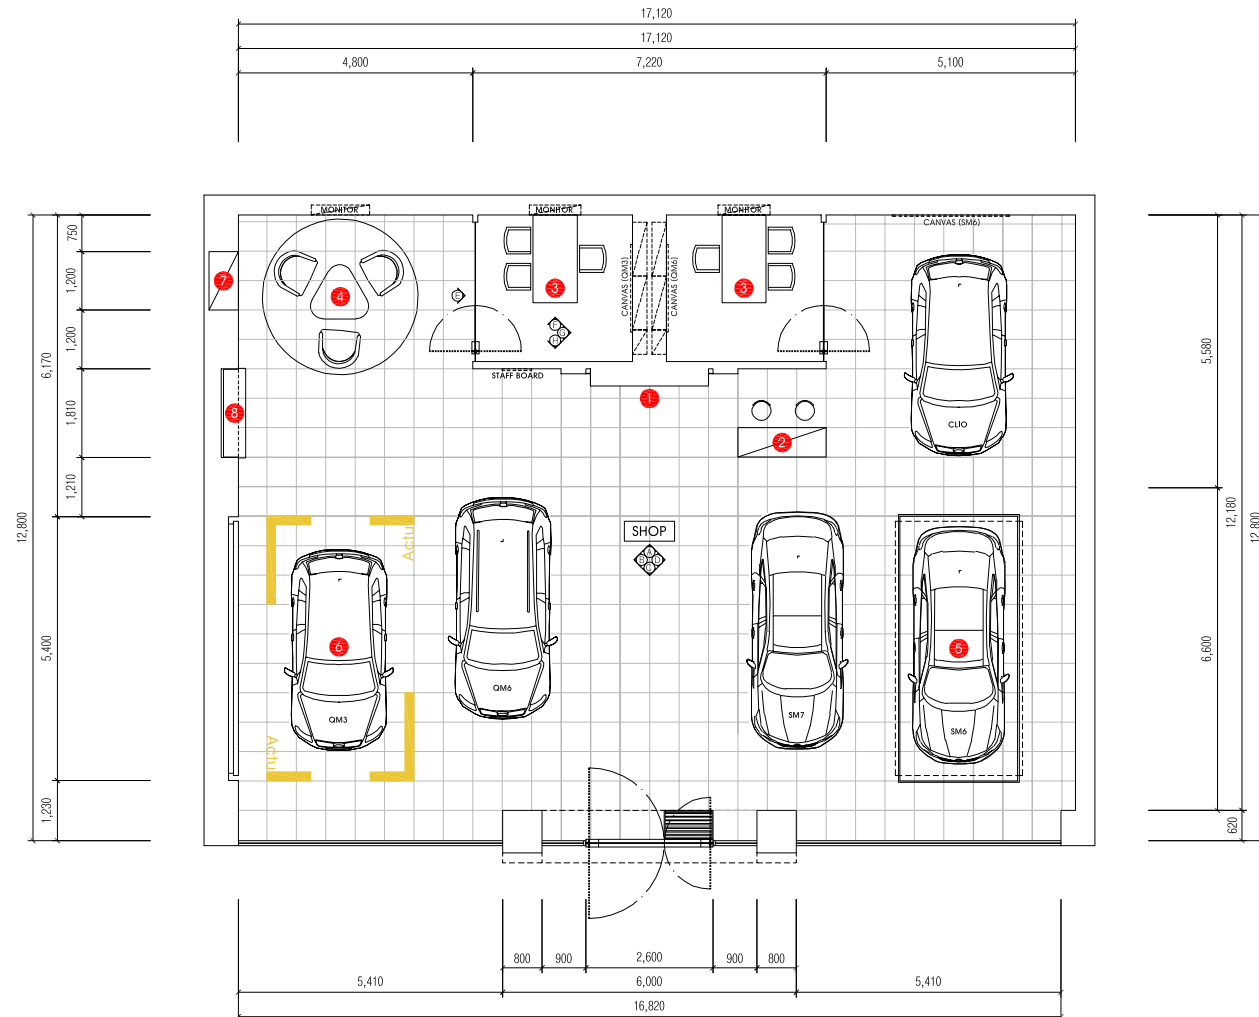 17,120
17,120
4,800 7,220 5,100
MONITOR MONITOR MONITOR
CANVAS (SM6)
750
1,200
1,200
1,810
1,210
6,170
5,400
1,230
12,800
7
4
3
3
E
F
G
H
CANVAS (QM3)
CANVAS (QM6)
STAFF BOARD
1
8
2
CLIO
5,580
12,180
12,800
6,600
620
SHOP
A
B D
C
Actu
6
QM3
Actu
QM6
SM7
5
SM6
800 900 2,600 900 800
5,410 6,000 5,410
16,820